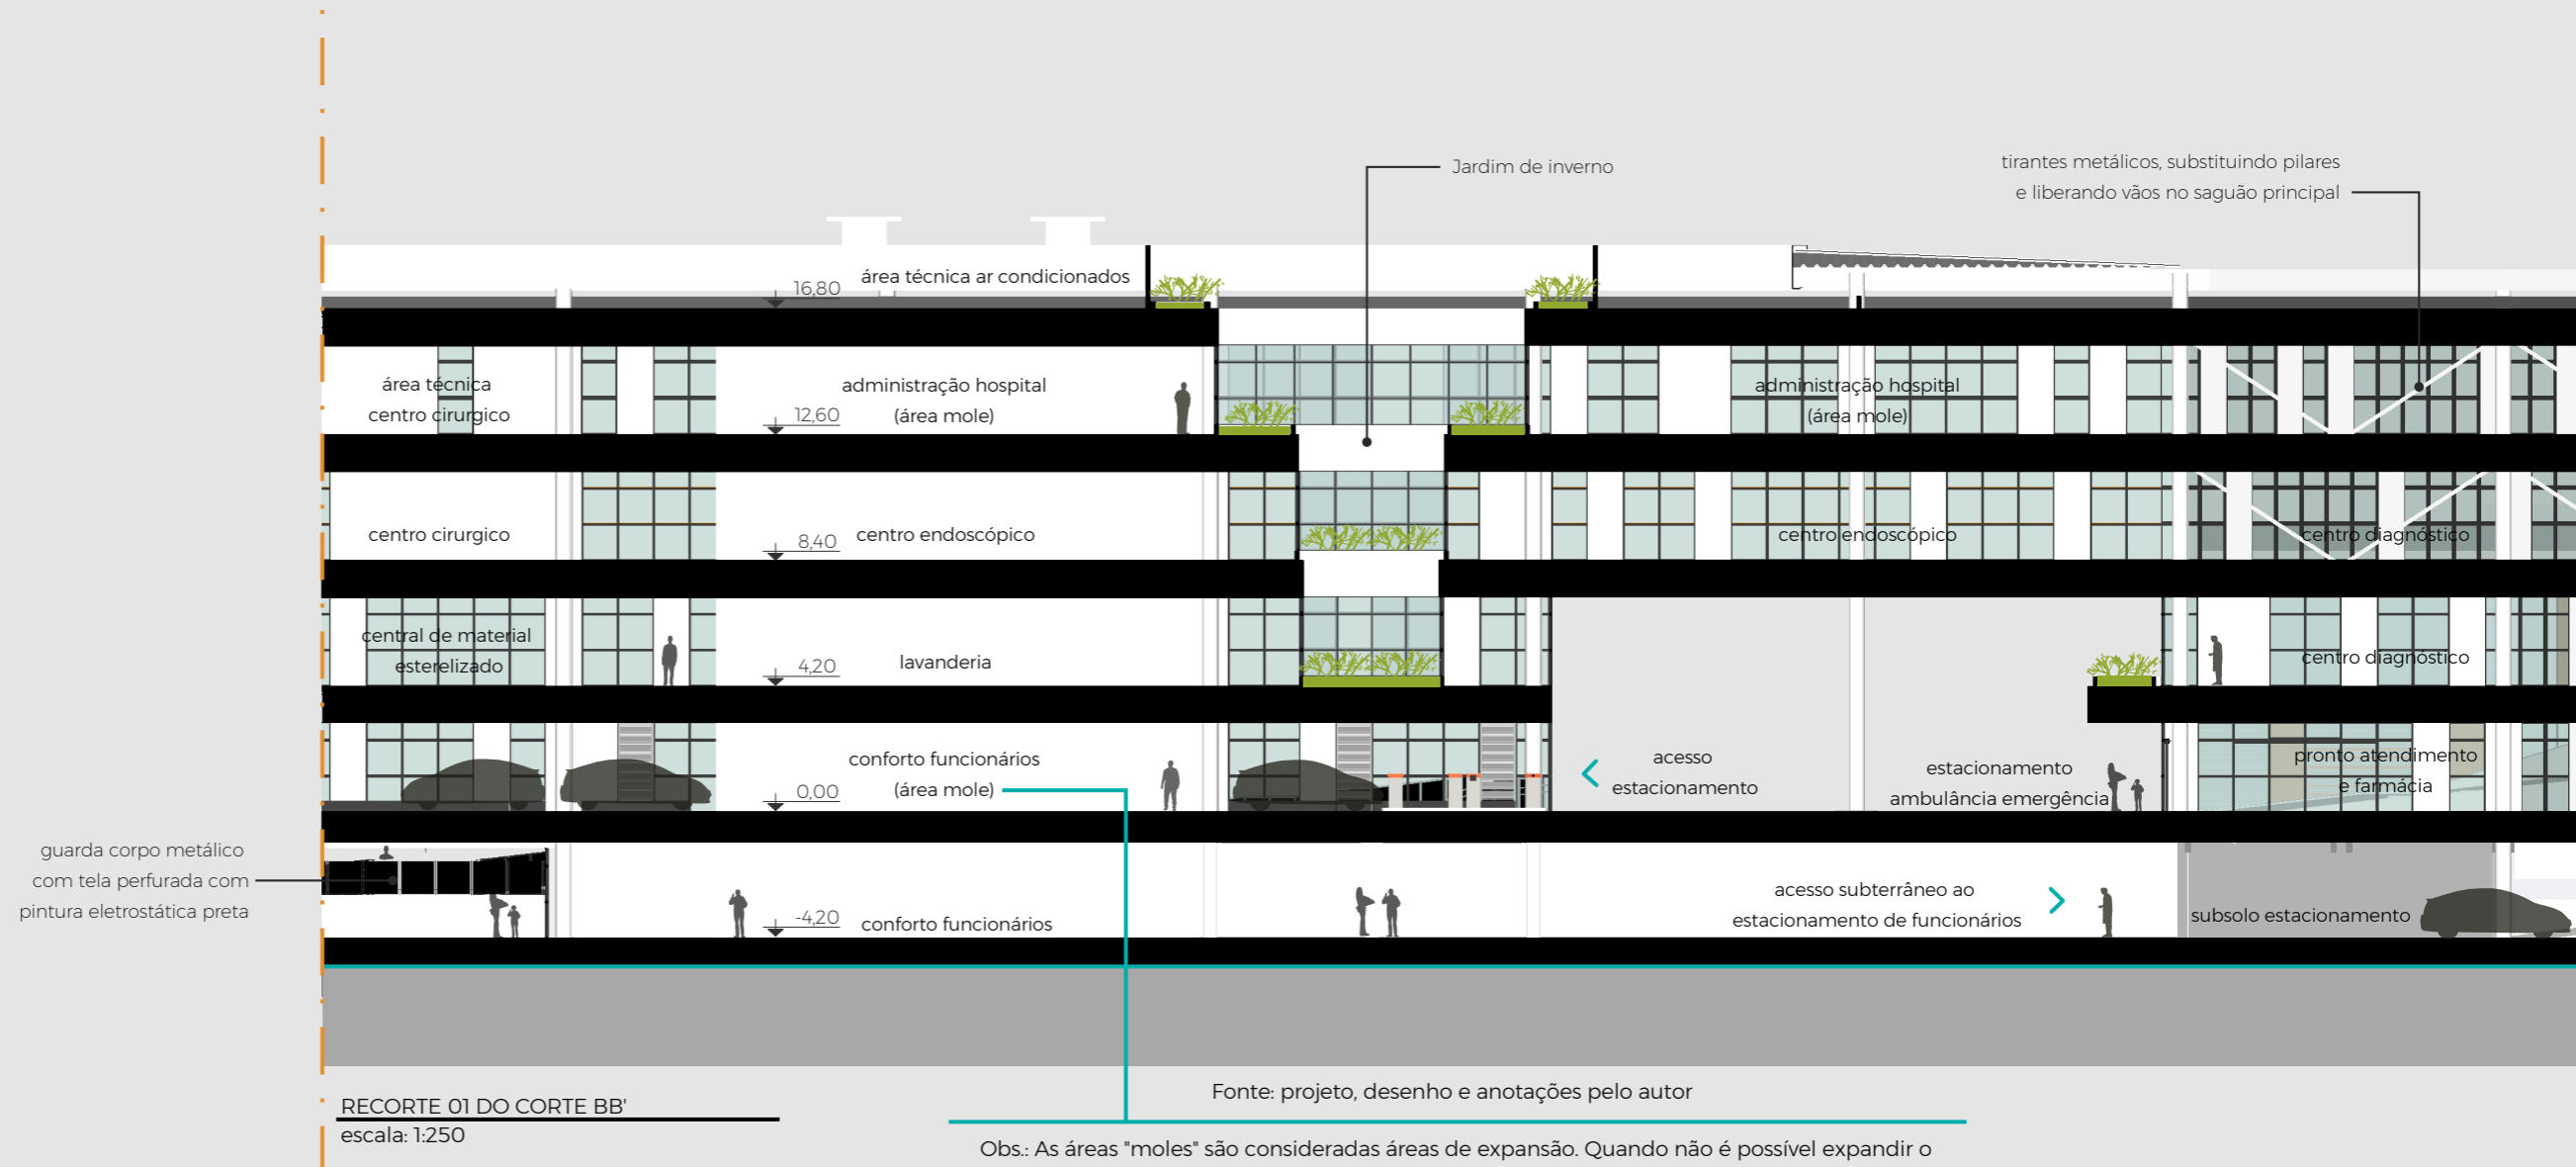 Jardim de inverno
tirantes metálicos, substituindo pilares
e liberando vãos no saguão principal
16,80
área técnica ar condicionados
área técnica
centro cirurgico
administração hospital
(área mole)
12,60
administração hospital
(área mole)
centro cirurgico
8,40
centro endoscópico
centro endoscópico
centro diagnóstico
central de material
esterelizado
4,20
lavanderia
centro diagnóstico
conforto funcionários
(área mole)
0,00
acesso
estacionamento
estacionamento
ambulância emergência
pronto atendimento
e farmácia
guarda corpo metálico
com tela perfurada com
pintura eletrostática preta
-4,20
conforto funcionários
acesso subterrâneo ao
estacionamento de funcionários
subsolo estacionamento
RECORTE 01 DO CORTE BB'
escala: 1:250
Fonte: projeto, desenho e anotações pelo autor
Obs.: As áreas "moles" são consideradas áreas de expansão. Quando não é possível expandir o